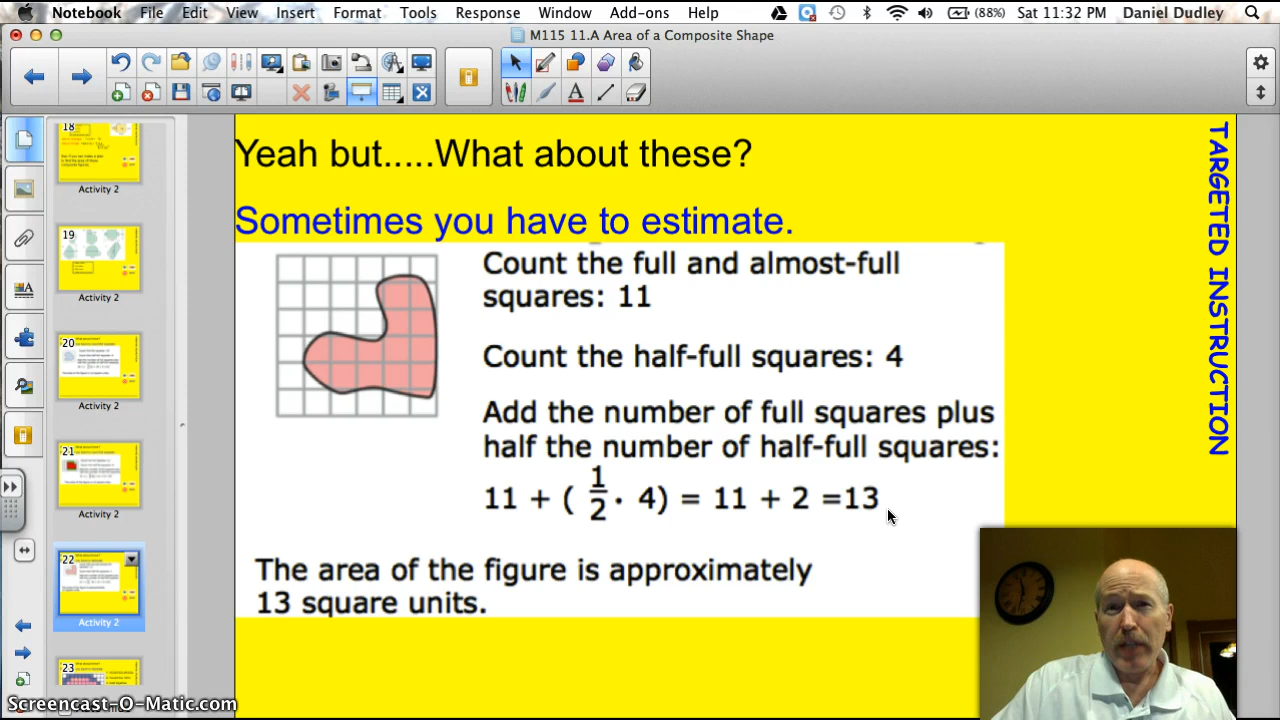 Notebook File Edit View Insert Format Tools Response Window Add-ons Help (88%) Sat 11:32 PM Daniel Dudley
M115 11.A Area of a Composite Shape
18
Activity 2
19
Activity 2
20
Activity 2
21
Activity 2
22
Activity 2
23
Yeah but.....What about these?
Sometimes you have to estimate.
Count the full and almost-full
squares: 11
Count the half-full squares: 4
Add the number of full squares plus
half the number of half-full squares:
11 + ( 1/2 · 4) = 11 + 2 =13
The area of the figure is approximately
13 square units.
TARGETED INSTRUCTION
Screencast-O-Matic.com